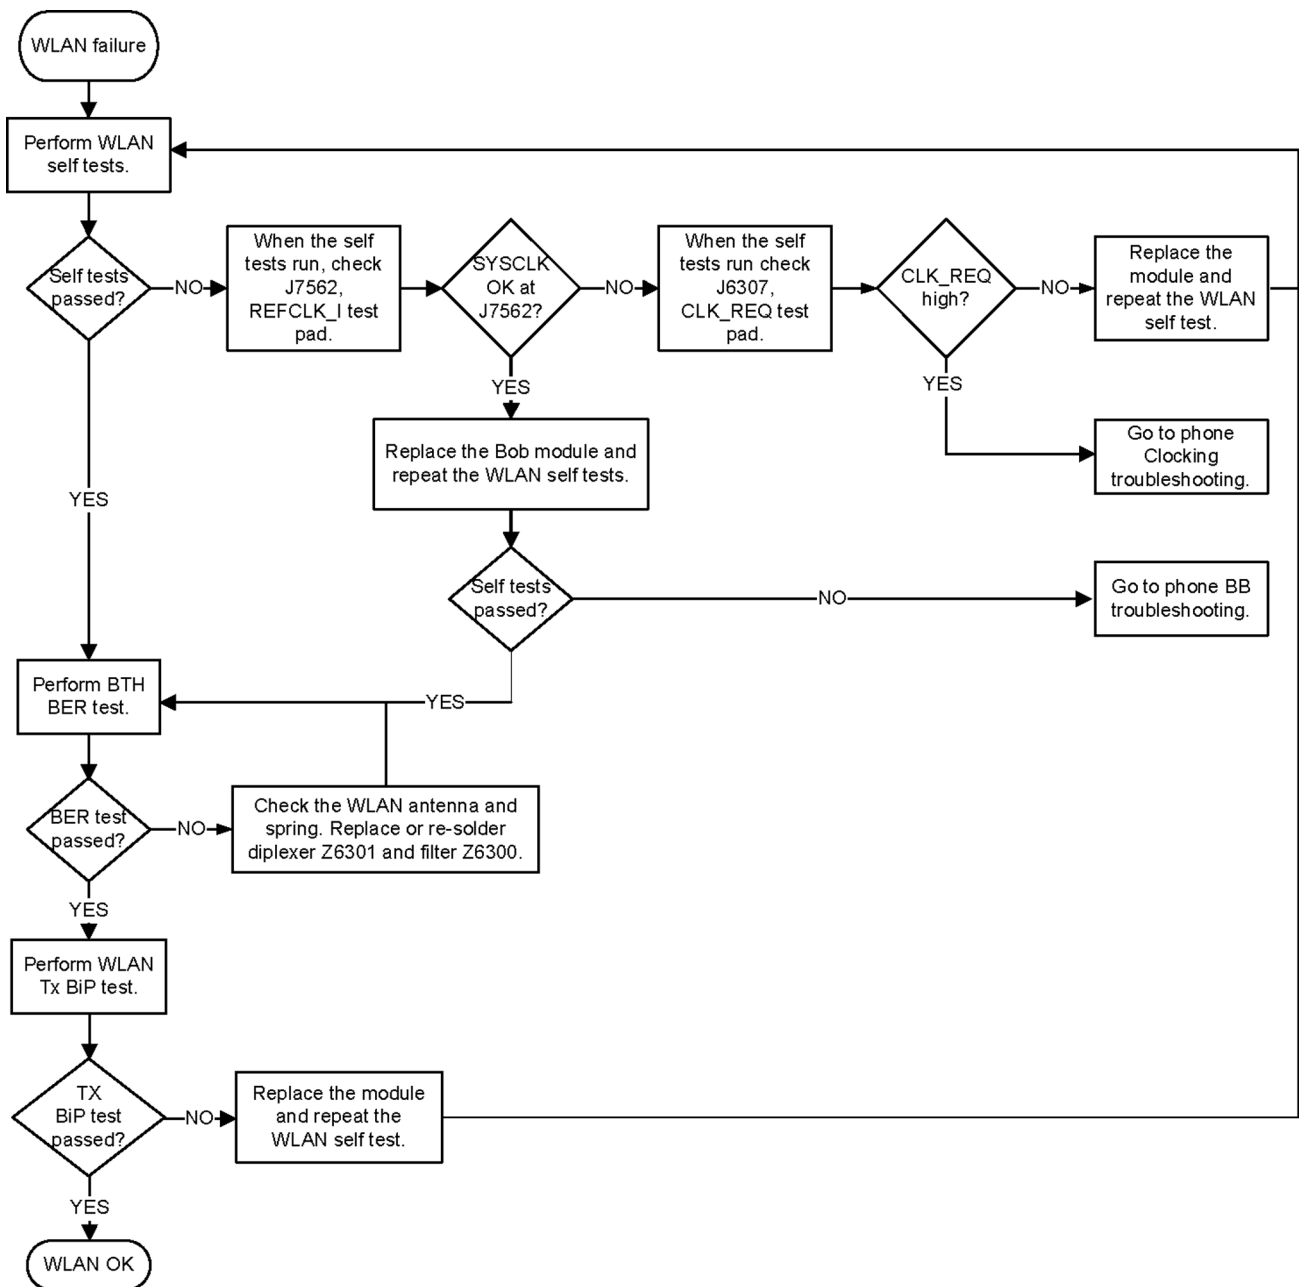 WLAN failure
Perform WLAN
self tests.
Self tests
passed?
NO
When the self
tests run, check
J7562,
REFCLK_I test
pad.
SYSCLK
OK at
J7562?
NO
When the self
tests run check
J6307,
CLK_REQ test
pad.
CLK_REQ
high?
NO
Replace the
module and
repeat the WLAN
self test.
YES
YES
Go to phone
Clocking
troubleshooting.
Replace the Bob module and
repeat the WLAN self tests.
YES
Self tests
passed?
NO
Go to phone BB
troubleshooting.
YES
Perform BTH
BER test.
BER test
passed?
NO
Check the WLAN antenna and
spring. Replace or re-solder
diplexer Z6301 and filter Z6300.
YES
Perform WLAN
Tx BiP test.
TX
BiP test
passed?
NO
Replace the module
and repeat the
WLAN self test.
YES
WLAN OK